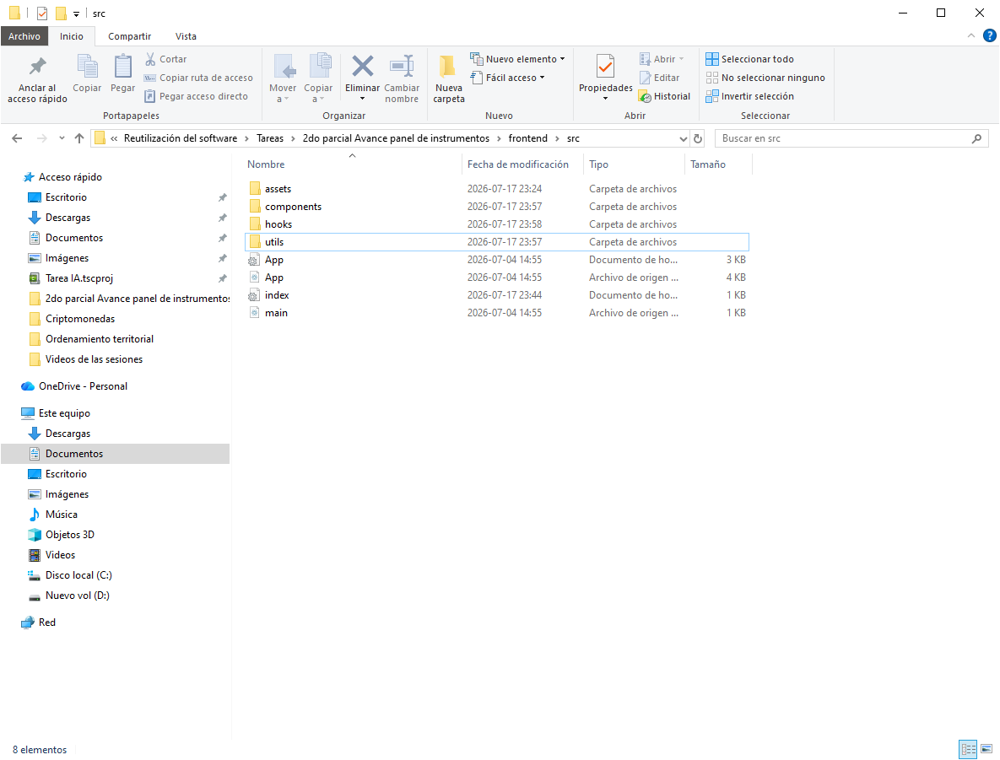 src
Archivo
Inicio
Compartir
Vista
Anclar al acceso rápido
Copiar
Pegar
Cortar
Copiar ruta de acceso
Pegar acceso directo
Portapapeles
Mover a
Copiar a
Eliminar
Cambiar nombre
Organizar
Nueva carpeta
Nuevo elemento
Fácil acceso
Nuevo
Propiedades
Abrir
Editar
Historial
Abrir
Seleccionar todo
No seleccionar ninguno
Invertir selección
Seleccionar
« Reutilización del software > Tareas > 2do parcial Avance panel de instrumentos > frontend > src
Buscar en src
Acceso rápido
Escritorio
Descargas
Documentos
Imágenes
Tarea IA.tscproj
2do parcial Avance panel de instrumentos
Criptomonedas
Ordenamiento territorial
Videos de las sesiones
OneDrive - Personal
Este equipo
Descargas
Documentos
Escritorio
Imágenes
Música
Objetos 3D
Videos
Disco local (C:)
Nuevo vol (D:)
Red
Nombre Fecha de modificación Tipo Tamaño
assets 2026-07-17 23:24 Carpeta de archivos
components 2026-07-17 23:57 Carpeta de archivos
hooks 2026-07-17 23:58 Carpeta de archivos
utils 2026-07-17 23:57 Carpeta de archivos
App 2026-07-04 14:55 Documento de ho... 3 KB
App 2026-07-04 14:55 Archivo de origen ... 4 KB
index 2026-07-17 23:44 Documento de ho... 1 KB
main 2026-07-04 14:55 Archivo de origen ... 1 KB
8 elementos